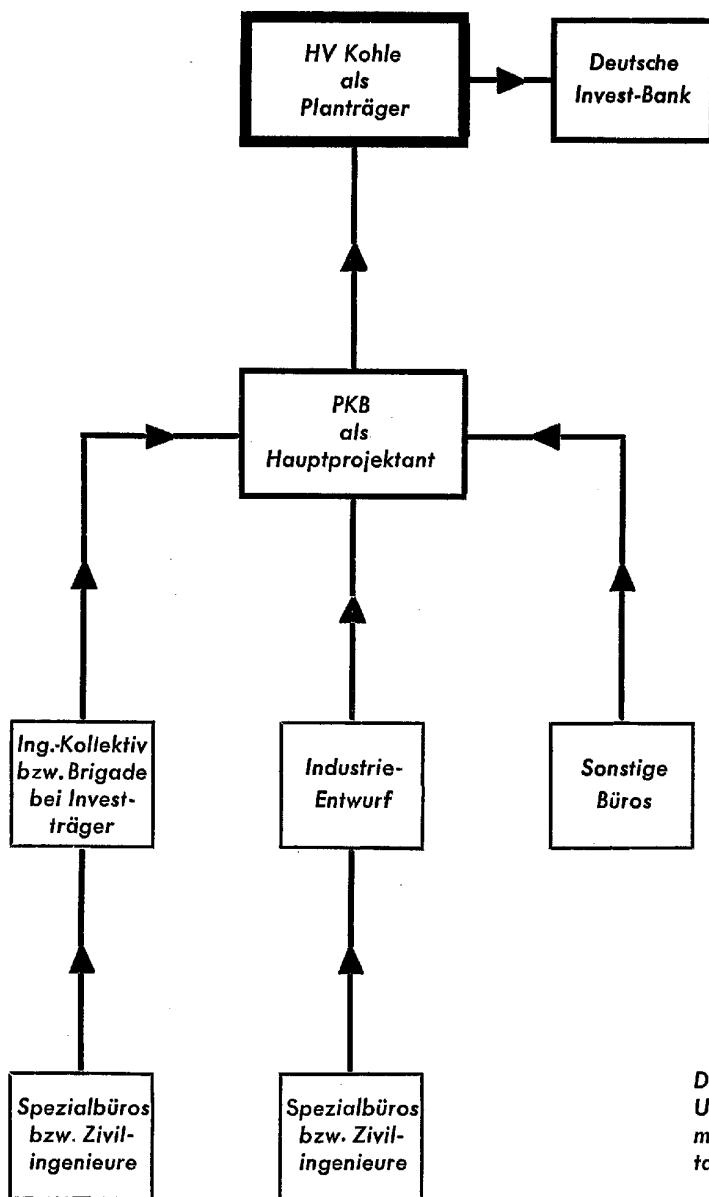 HV Kohle
als
Planträger
Deutsche
Invest-Bank
PKB
als
Hauptprojektant
Ing.-Kollektiv
bzw. Brigade
bei Invest-
träger
Industrie-
Entwurf
Sonstige
Büros
Spezialbüros
bzw. Zivil-
ingenieure
Spezialbüros
bzw. Zivil-
ingenieure